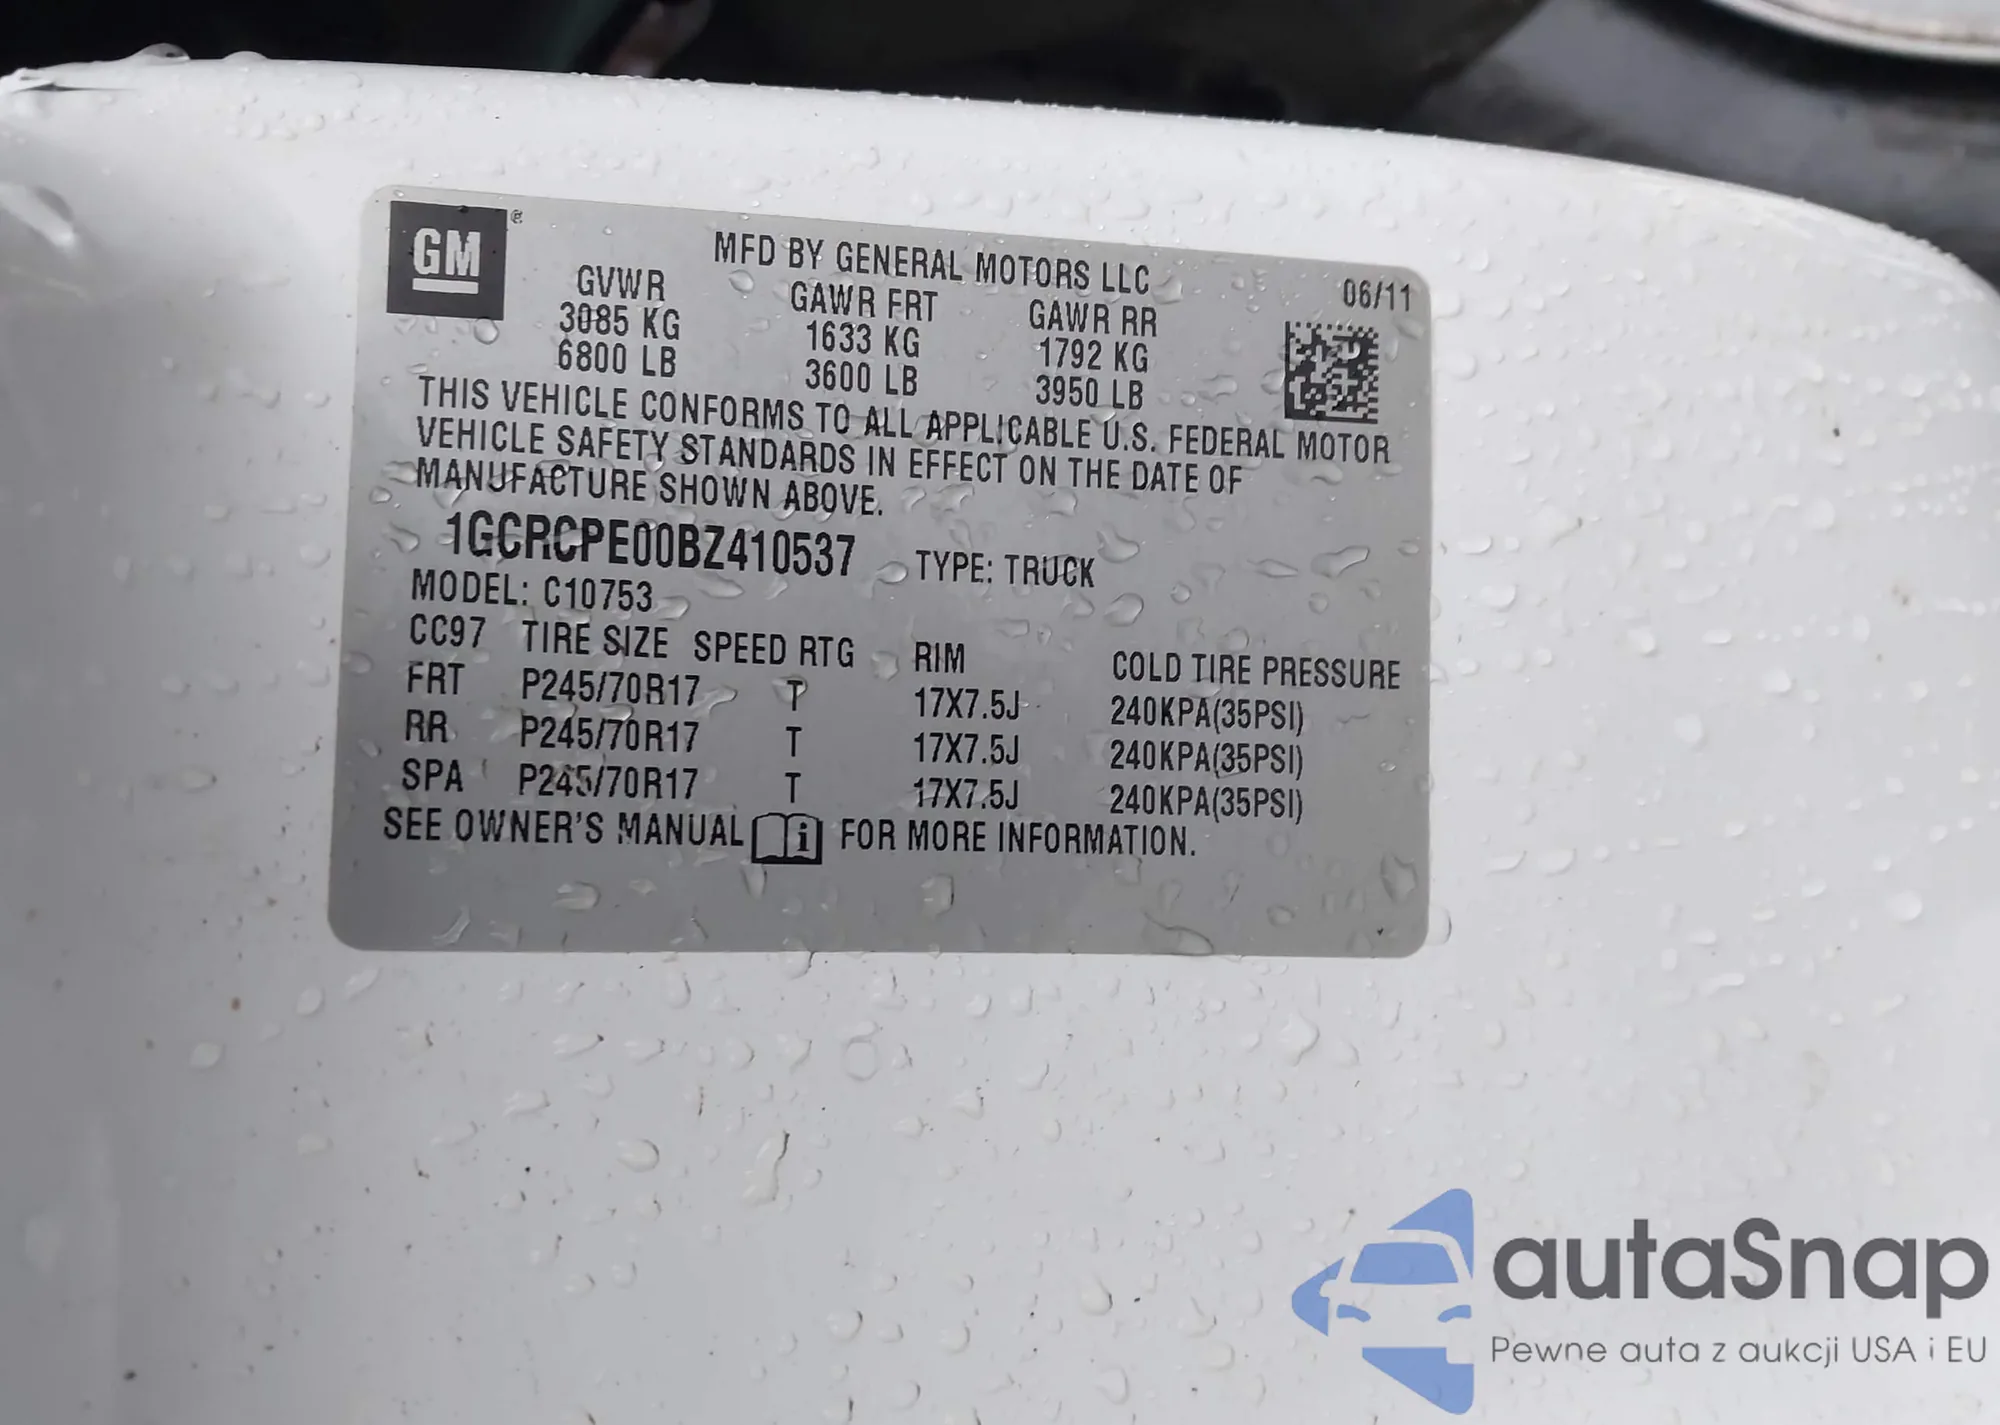 GM®
MFD BY GENERAL MOTORS LLC 06/11
GVWR GAWR FRT GAWR RR
3085 KG 1633 KG 1792 KG
6800 LB 3600 LB 3950 LB
THIS VEHICLE CONFORMS TO ALL APPLICABLE U.S. FEDERAL MOTOR
VEHICLE SAFETY STANDARDS IN EFFECT ON THE DATE OF
MANUFACTURE SHOWN ABOVE.
1GCRCPE00BZ410537 TYPE: TRUCK
MODEL: C10753
CC97 TIRE SIZE SPEED RTG RIM COLD TIRE PRESSURE
FRT P245/70R17 T 17X7.5J 240KPA(35PSI)
RR P245/70R17 T 17X7.5J 240KPA(35PSI)
SPA P245/70R17 T 17X7.5J 240KPA(35PSI)
SEE OWNER'S MANUAL i FOR MORE INFORMATION.
autaSnap
Pewne auta z aukcji USA i EU